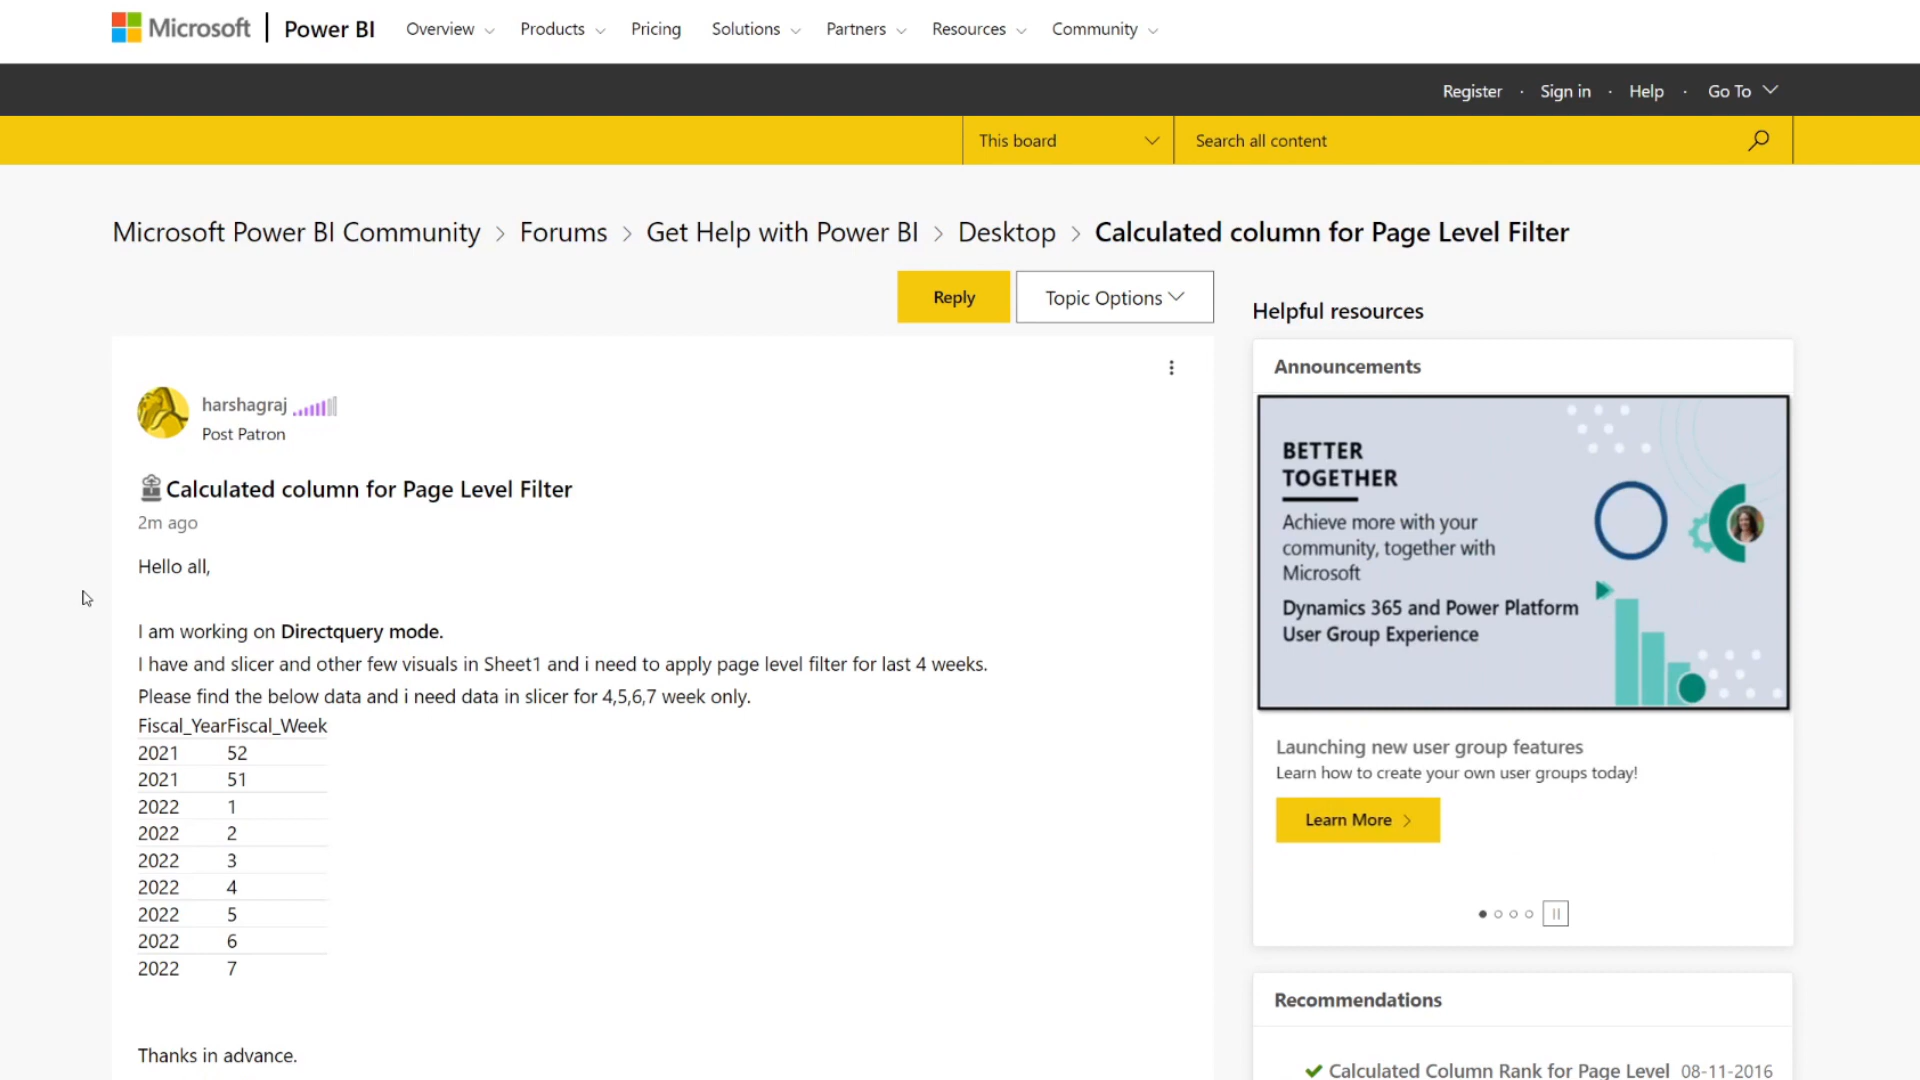 Microsoft Power BI Overview Products Pricing Solutions Partners Resources Community
Register · Sign in · Help · Go To
This board Search all content
Microsoft Power BI Community > Forums > Get Help with Power BI > Desktop > Calculated column for Page Level Filter
Reply Topic Options
harshagraj
Post Patron
Calculated column for Page Level Filter
2m ago
Hello all,
I am working on Directquery mode.
I have and slicer and other few visuals in Sheet1 and i need to apply page level filter for last 4 weeks.
Please find the below data and i need data in slicer for 4,5,6,7 week only.
Fiscal_YearFiscal_Week
2021 52
2021 51
2022 1
2022 2
2022 3
2022 4
2022 5
2022 6
2022 7
Thanks in advance.
Helpful resources
Announcements
BETTER
TOGETHER
Achieve more with your
community, together with
Microsoft
Dynamics 365 and Power Platform
User Group Experience
Launching new user group features
Learn how to create your own user groups today!
Learn More >
Recommendations
Calculated Column Rank for Page Level 08-11-2016